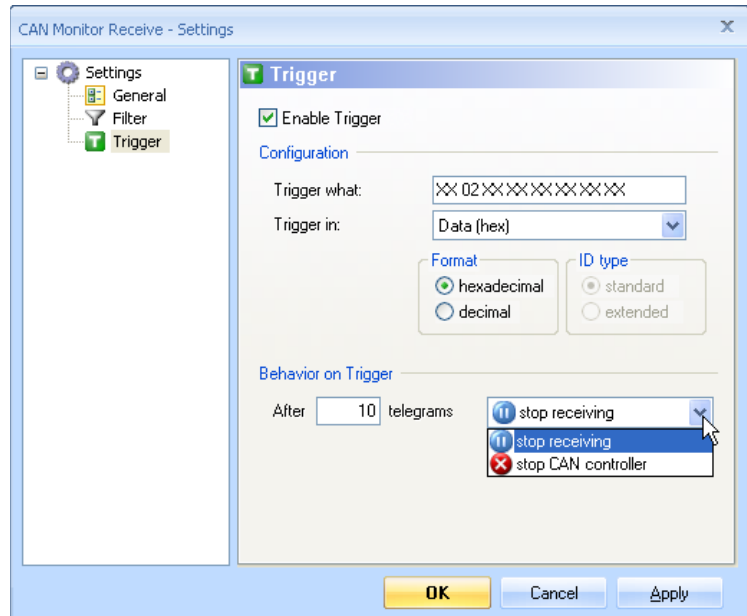 CAN Monitor Receive - Settings
Settings
General
Filter
Trigger
Trigger
Enable Trigger
Configuration
Trigger what: XX 02 XX XX XX XX XX XX
Trigger in: Data (hex)
Format ID type
hexadecimal standard
decimal extended
Behavior on Trigger
After 10 telegrams stop receiving
stop receiving
stop CAN controller
OK Cancel Apply